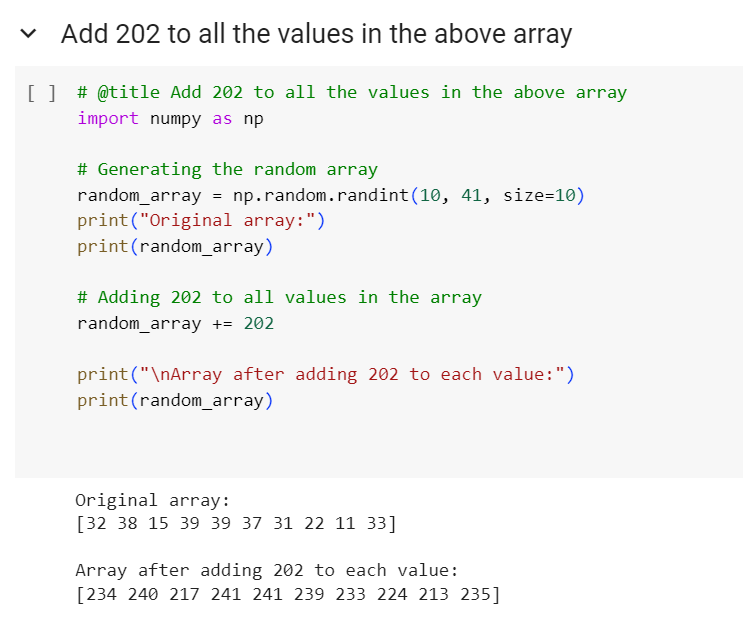 Add 202 to all the values in the above array
[ ] # @title Add 202 to all the values in the above array
import numpy as np
# Generating the random array
random_array = np.random.randint(10, 41, size=10)
print("Original array:")
print(random_array)
# Adding 202 to all values in the array
random_array += 202
print("\nArray after adding 202 to each value:")
print(random_array)
Original array:
[32 38 15 39 39 37 31 22 11 33]
Array after adding 202 to each value:
[234 240 217 241 241 239 233 224 213 235]